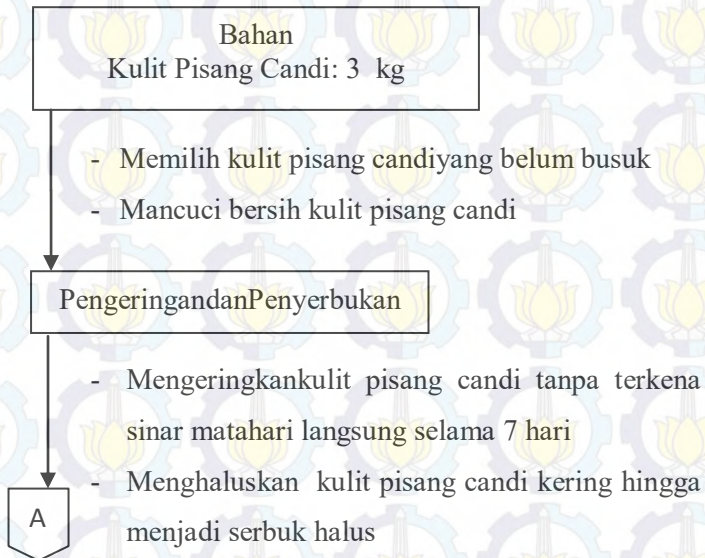 Bahan
Kulit Pisang Candi: 3 kg
- Memilih kulit pisang candiyang belum busuk
- Mancuci bersih kulit pisang candi
PengeringandanPenyerbukan
- Mengeringkankulit pisang candi tanpa terkena
sinar matahari langsung selama 7 hari
- Menghaluskan kulit pisang candi kering hingga
menjadi serbuk halus
A